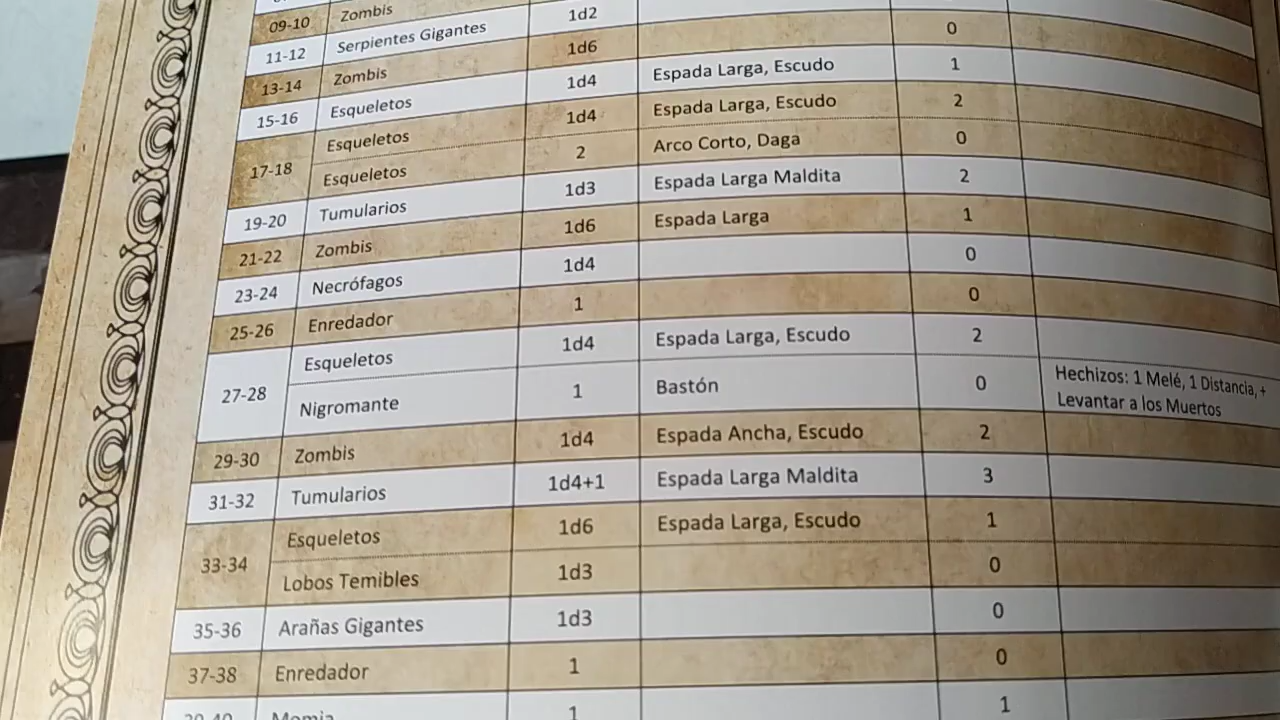 09-10 Zombis
11-12 Serpientes Gigantes 1d2
13-14 Zombis 1d6 0
15-16 Esqueletos 1d4 Espada Larga, Escudo 1
17-18 Esqueletos 1d4 Espada Larga, Escudo 2
Esqueletos 2 Arco Corto, Daga 0
19-20 Tumularios 1d3 Espada Larga Maldita 2
21-22 Zombis 1d6 Espada Larga 1
23-24 Necrófagos 1d4 0
25-26 Enredador 1 0
27-28 Esqueletos 1d4 Espada Larga, Escudo 2
Nigromante 1 Bastón 0 Hechizos: 1 Melé, 1 Distancia, +
Levantar a los Muertos
29-30 Zombis 1d4 Espada Ancha, Escudo 2
31-32 Tumularios 1d4+1 Espada Larga Maldita 3
33-34 Esqueletos 1d6 Espada Larga, Escudo 1
Lobos Temibles 1d3 0
35-36 Arañas Gigantes 1d3 0
37-38 Enredador 1 0
Momia 1 1